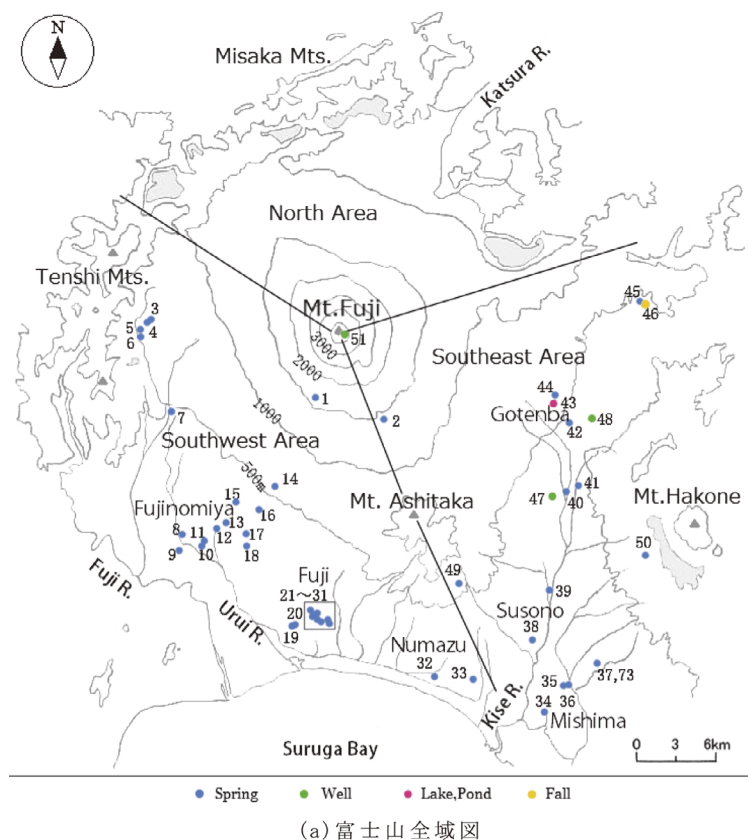 N
Misaka Mts.
Katsura R.
North Area
Tenshi Mts.
Mt.Fuji
45
46
3
5
4
6
51
3000
2000
1000
Southeast Area
44
43
Gotenba
42
48
1
2
7
Southwest Area
500m
14
15
16
Fujinomiya
13
8
11
12
17
9
10
18
Mt. Ashitaka
47
41
40
Mt.Hakone
50
Fuji R.
Fuji
21～31
20
19
Urui R.
49
39
Susono
38
Numazu
32
33
Kise R.
35
36
37,73
34
Mishima
Suruga Bay
0 3 6km
Spring Well Lake,Pond Fall
(a)富士山全域図